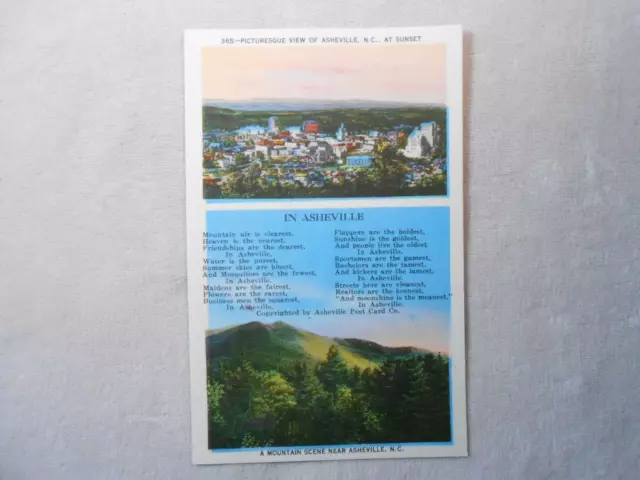 365:—PICTURESQUE VIEW OF ASHEVILLE, N.C., AT SUNSET
IN ASHEVILLE
Mountain air is clearest,
Heaven is the nearest,
Friendships are the dearest,
In Asheville.
Water is the purest,
Summer skies are bluest,
And Mosquitoes are the fewest,
In Asheville.
Maidens are the fairest,
Flowers are the rarest,
Business men the squarest,
In Asheville.
Flappers are the boldest,
Sunshine is the goldest,
And people live the oldest
In Asheville.
Sportsmen are the gamest,
Bachelors are the tamest,
And kickers are the lamest,
In Asheville.
Streets here are cleanest,
Realtors are the keenest,
"And moonshine is the meanest,"
In Asheville.
Copyrighted by Asheville Post Card Co.
A MOUNTAIN SCENE NEAR ASHEVILLE, N.C.